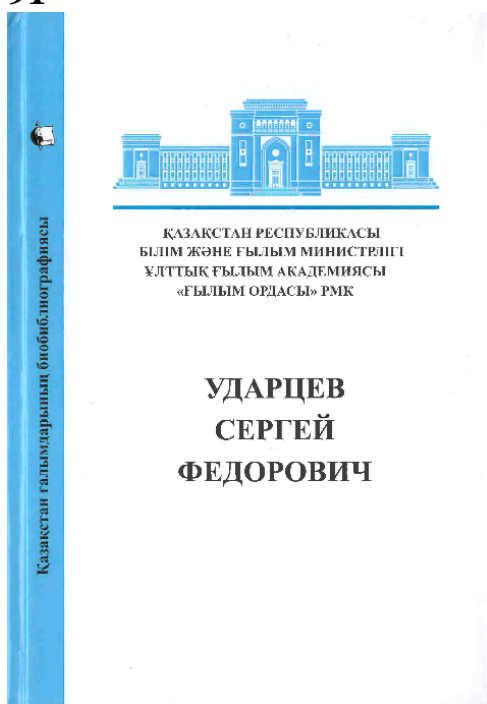 ҚАЗАҚСТАН РЕСПУБЛИКАСЫ
БІЛІМ ЖӘНЕ ҒЫЛЫМ МИНИСТРЛІГІ
ҰЛТТЫҚ ҒЫЛЫМ АКАДЕМИЯСЫ
«ҒЫЛЫМ ОРДАСЫ» РМК
УДАРЦЕВ
СЕРГЕЙ
ФЕДОРОВИЧ
Қазақстан ғалымдарының биобиблиографиясы